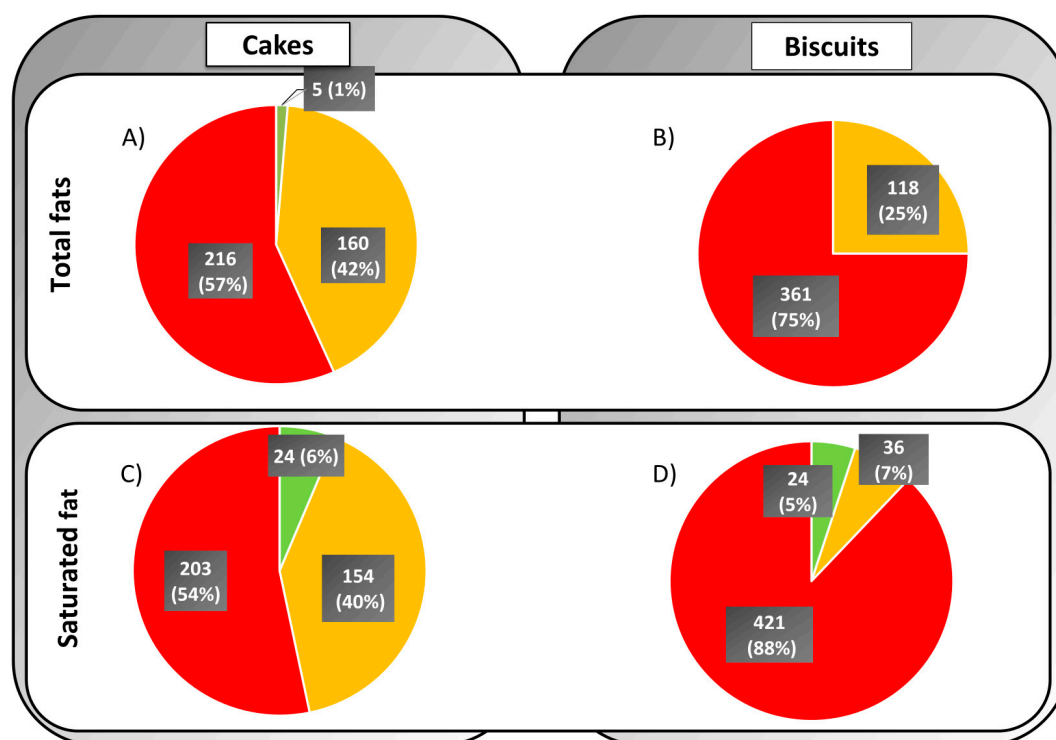 Cakes
Biscuits
Total fats
A)
5 (1%)
160
(42%)
216
(57%)
B)
118
(25%)
361
(75%)
Saturated fat
C)
24 (6%)
154
(40%)
203
(54%)
D)
24
(5%)
36
(7%)
421
(88%)